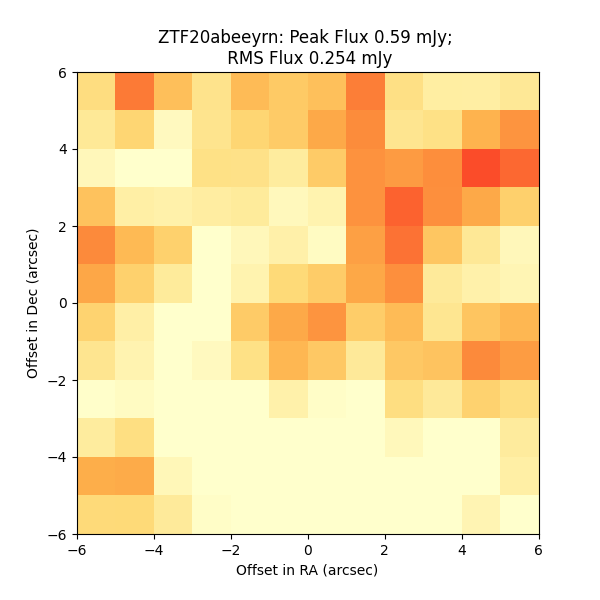 ZTF20abeeyrn: Peak Flux 0.59 mJy;
RMS Flux 0.254 mJy
6
4
2
0
−2
−4
−6
Offset in Dec (arcsec)
−6 −4 −2 0 2 4 6
Offset in RA (arcsec)